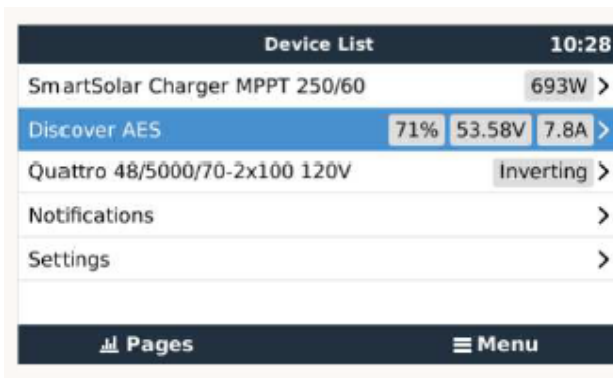 Device List 10:28
SmartSolar Charger MPPT 250/60 693W >
Discover AES 71% 53.58V 7.8A >
Quattro 48/5000/70-2x100 120V Inverting >
Notifications >
Settings >
Pages Menu